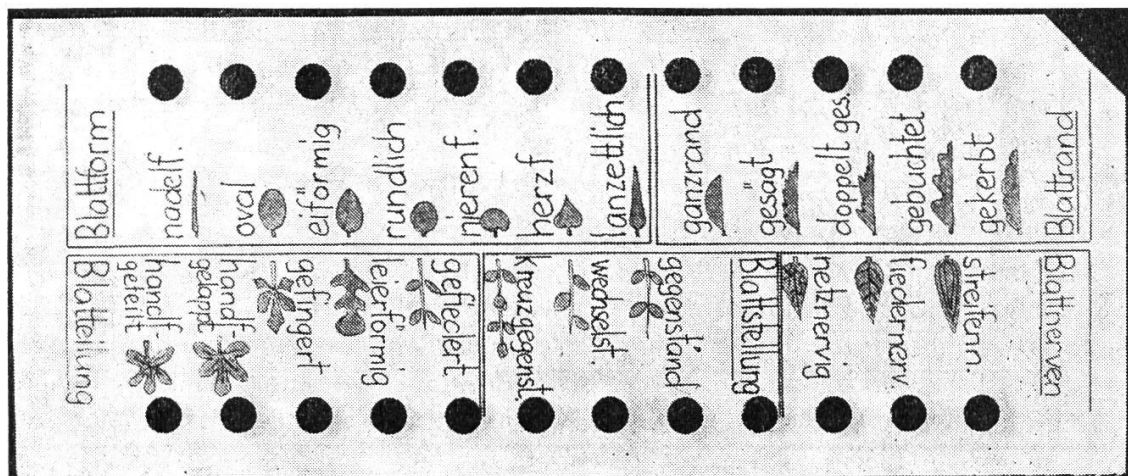 Blattform
nadelf.
oval
eiförmig
rundlich
nierenf.
herzf.
lanzettlich
ganzrand
gesägt
doppelt ges.
gebuchtet
gekerbt
Blattrand
Blattnerven
streifenn.
fiedernerv.
netznervig
Blattstellung
gegenständ
wechselst.
kreuzgegenst.
gefiedert
leierförmig
gefingert
handf-
gelappt
handf-
geteilt
Blatteilung